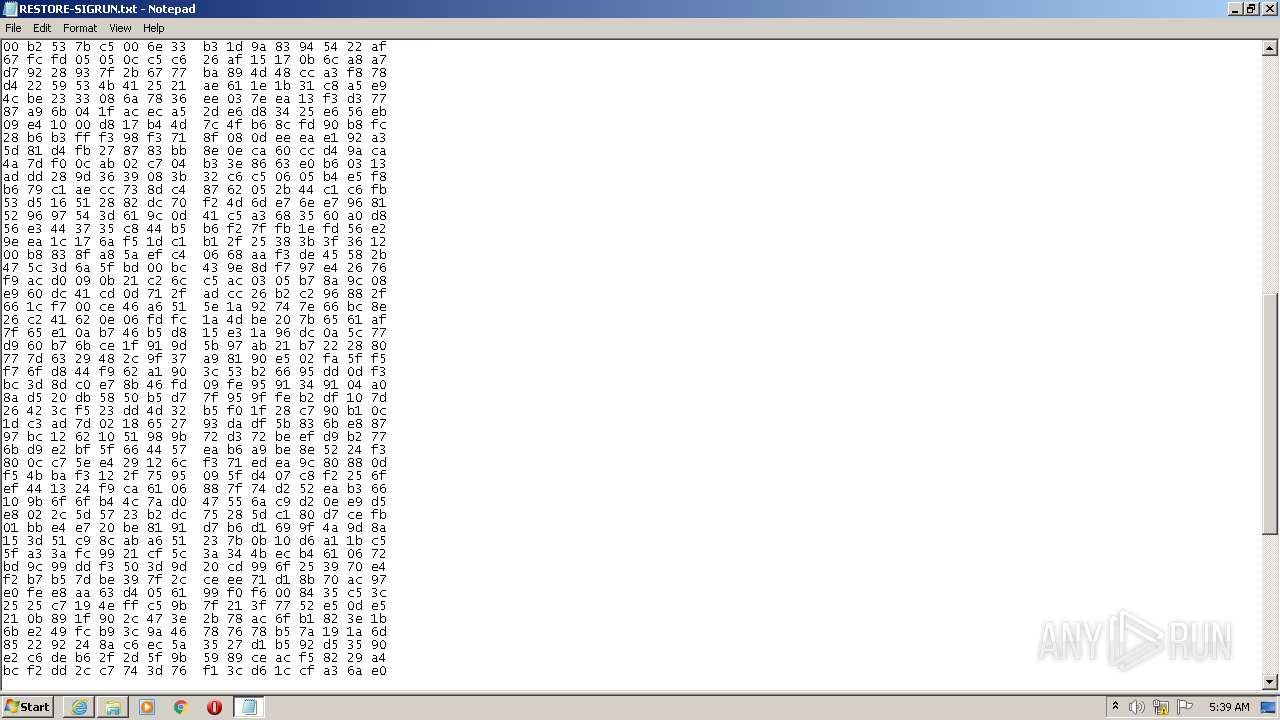 RESTORE-SIGRUN.txt - Notepad
File Edit Format View Help
00 b2 53 7b c5 00 6e 33 b3 1d 9a 83 94 54 22 af
67 fc fd 05 05 0c c5 c6 26 af 15 17 0b 6c a8 a7
d7 92 28 93 7f 2b 67 77 ba 89 4d 48 cc a3 f8 78
d4 22 59 53 4b 41 25 21 ae 61 1e 1b 31 c8 a5 e9
4c be 23 33 08 6a 78 36 ee 03 7e ea 13 f3 d3 77
87 a9 6b 04 1f ac ec a5 2d e6 d8 34 25 e6 56 eb
09 e4 10 00 d8 17 b4 4d 7c 4f b6 8c fd 90 b8 fc
28 b6 b3 ff f3 98 f3 71 8f 08 0d ee ea e1 92 a3
5d 81 d4 fb 27 87 83 bb 8e 0e ca 60 cc d4 9a ca
4a 7d f0 0c ab 02 c7 04 b3 3e 86 63 e0 b6 03 13
ad dd 28 9d 36 39 08 3b 32 c6 c5 06 05 b4 e5 f8
b6 79 c1 ae cc 73 8d c4 87 62 05 2b 44 c1 c6 fb
53 d5 16 51 28 82 dc 70 f2 4d 6d e7 6e e7 96 81
52 96 97 54 3d 61 9c 0d 41 c5 a3 68 35 60 a0 d8
56 e3 44 37 35 c8 44 b5 b6 f2 7f fb 1e fd 56 e2
9e ea 1c 17 6a f5 1d c1 b1 2f 25 38 3b 3f 36 12
00 b8 83 8f a8 5a ef c4 06 68 aa f3 de 45 58 2b
47 5c 3d 6a 5f bd 00 bc 43 9e 8d f7 97 e4 26 76
f9 ac d0 09 0b 21 c2 6c c5 ac 03 05 b7 8a 9c 08
e9 60 dc 41 cd 0d 71 2f ad cc 26 b2 c2 96 88 2f
66 1c f7 00 ce 46 a6 51 5e 1a 92 74 7e 66 bc 8e
26 c2 41 62 0e 06 fd fc 1a 4d be 20 7b 65 61 af
7f 65 e1 0a b7 46 b5 d8 15 e3 1a 96 dc 0a 5c 77
d9 60 b7 6b ce 1f 91 9d 5b 97 ab 21 b7 22 28 80
77 7d 63 29 48 2c 9f 37 a9 81 90 e5 02 fa 5f f5
f7 6f d8 44 f9 62 a1 90 3c 53 b2 66 95 dd 0d f3
bc 3d 8d c0 e7 8b 46 fd 09 fe 95 91 34 91 04 a0
8a d5 20 db 58 50 b5 d7 7f 95 9f fe b2 df 10 7d
26 42 3c f5 23 dd 4d 32 b5 f0 1f 28 c7 90 b1 0c
1d c3 ad 7d 02 18 65 27 93 da df 5b 83 6b e8 87
97 bc 12 62 10 51 98 9b 72 d3 72 be ef d9 b2 77
6b d9 e2 bf 5f 66 44 57 ea b6 a9 be 8e 52 24 f3
80 0c c7 5e e4 29 12 6c f3 71 ed ea 9c 80 88 0d
f5 4b ba f3 12 2f 75 95 09 5f d4 07 c8 f2 25 6f
ef 44 13 24 f9 ca 61 06 88 7f 74 d2 52 ea b3 66
10 9b 6f 6f b4 4c 7a d0 47 55 6a c9 d2 0e e9 d5
e8 02 2c 5d 57 23 b2 dc 75 28 5d c1 80 d7 ce fb
01 bb e4 e7 20 be 81 91 d7 b6 d1 69 9f 4a 9d 8a
15 3d 51 c9 8c ab a6 51 23 7b 0b 10 d6 a1 1b c5
5f a3 3a fc 99 21 cf 5c 3a 34 4b ec b4 61 06 72
bd 9c 99 dd f3 50 3d 9d 20 cd 99 6f 25 39 70 e4
f2 b7 b5 7d be 39 7f 2c ce ee 71 d1 8b 70 ac 97
e0 fe e8 aa 63 d4 05 61 99 f0 f6 00 84 35 c5 3c
25 25 c7 19 4e ff c5 9b 7f 21 3f 77 52 e5 0d e5
21 0b 89 1f 90 2c 47 3e 2b 78 ac 6f b1 82 3e 1b
6b e2 49 fc b9 3c 9a 46 78 76 78 b5 7a 19 1a 6d
85 22 92 24 8a c6 ec 5a 35 27 d1 b5 92 d5 35 90
e2 c6 de b6 2f 2d 5f 9b 59 89 ce ac f5 82 29 a4
bc f2 dd 2c c7 74 3d 76 f1 3c d6 1c cf a3 6a e0
ANY RUN
Start
5:39 AM